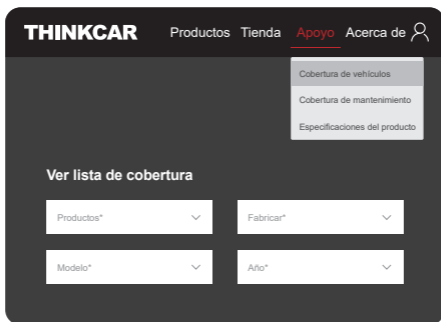 THINKCAR Productos Tienda Apoyo Acerca de
Cobertura de vehículos
Cobertura de mantenimiento
Especificaciones del producto
Ver lista de cobertura
Productos* Fabricar*
Modelo* Año*